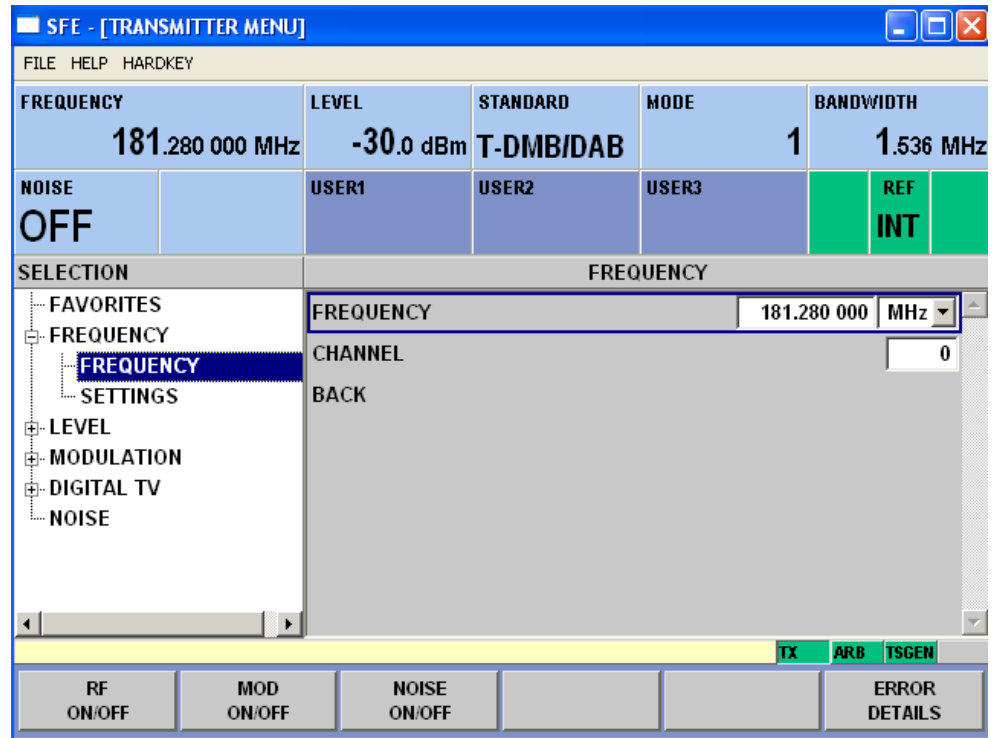 SFE - [TRANSMITTER MENU]
FILE HELP HARDKEY
FREQUENCY LEVEL STANDARD MODE BANDWIDTH
181.280 000 MHz -30.0 dBm T-DMB/DAB 1 1.536 MHz
NOISE USER1 USER2 USER3 REF
OFF INT
SELECTION FREQUENCY
FAVORITES
FREQUENCY
FREQUENCY
SETTINGS
LEVEL
MODULATION
DIGITAL TV
NOISE
FREQUENCY 181.280 000 MHz
CHANNEL 0
BACK
TX ARB TSGEN
RF ON/OFF
MOD ON/OFF
NOISE ON/OFF
ERROR DETAILS